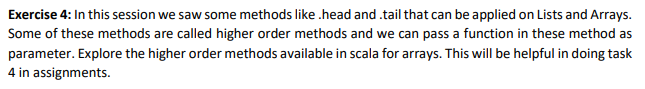 Exercise 4: In this session we saw some methods like .head and .tail that can be applied on Lists and Arrays.
Some of these methods are called higher order methods and we can pass a function in these method as
parameter. Explore the higher order methods available in scala for arrays. This will be helpful in doing task
4 in assignments.